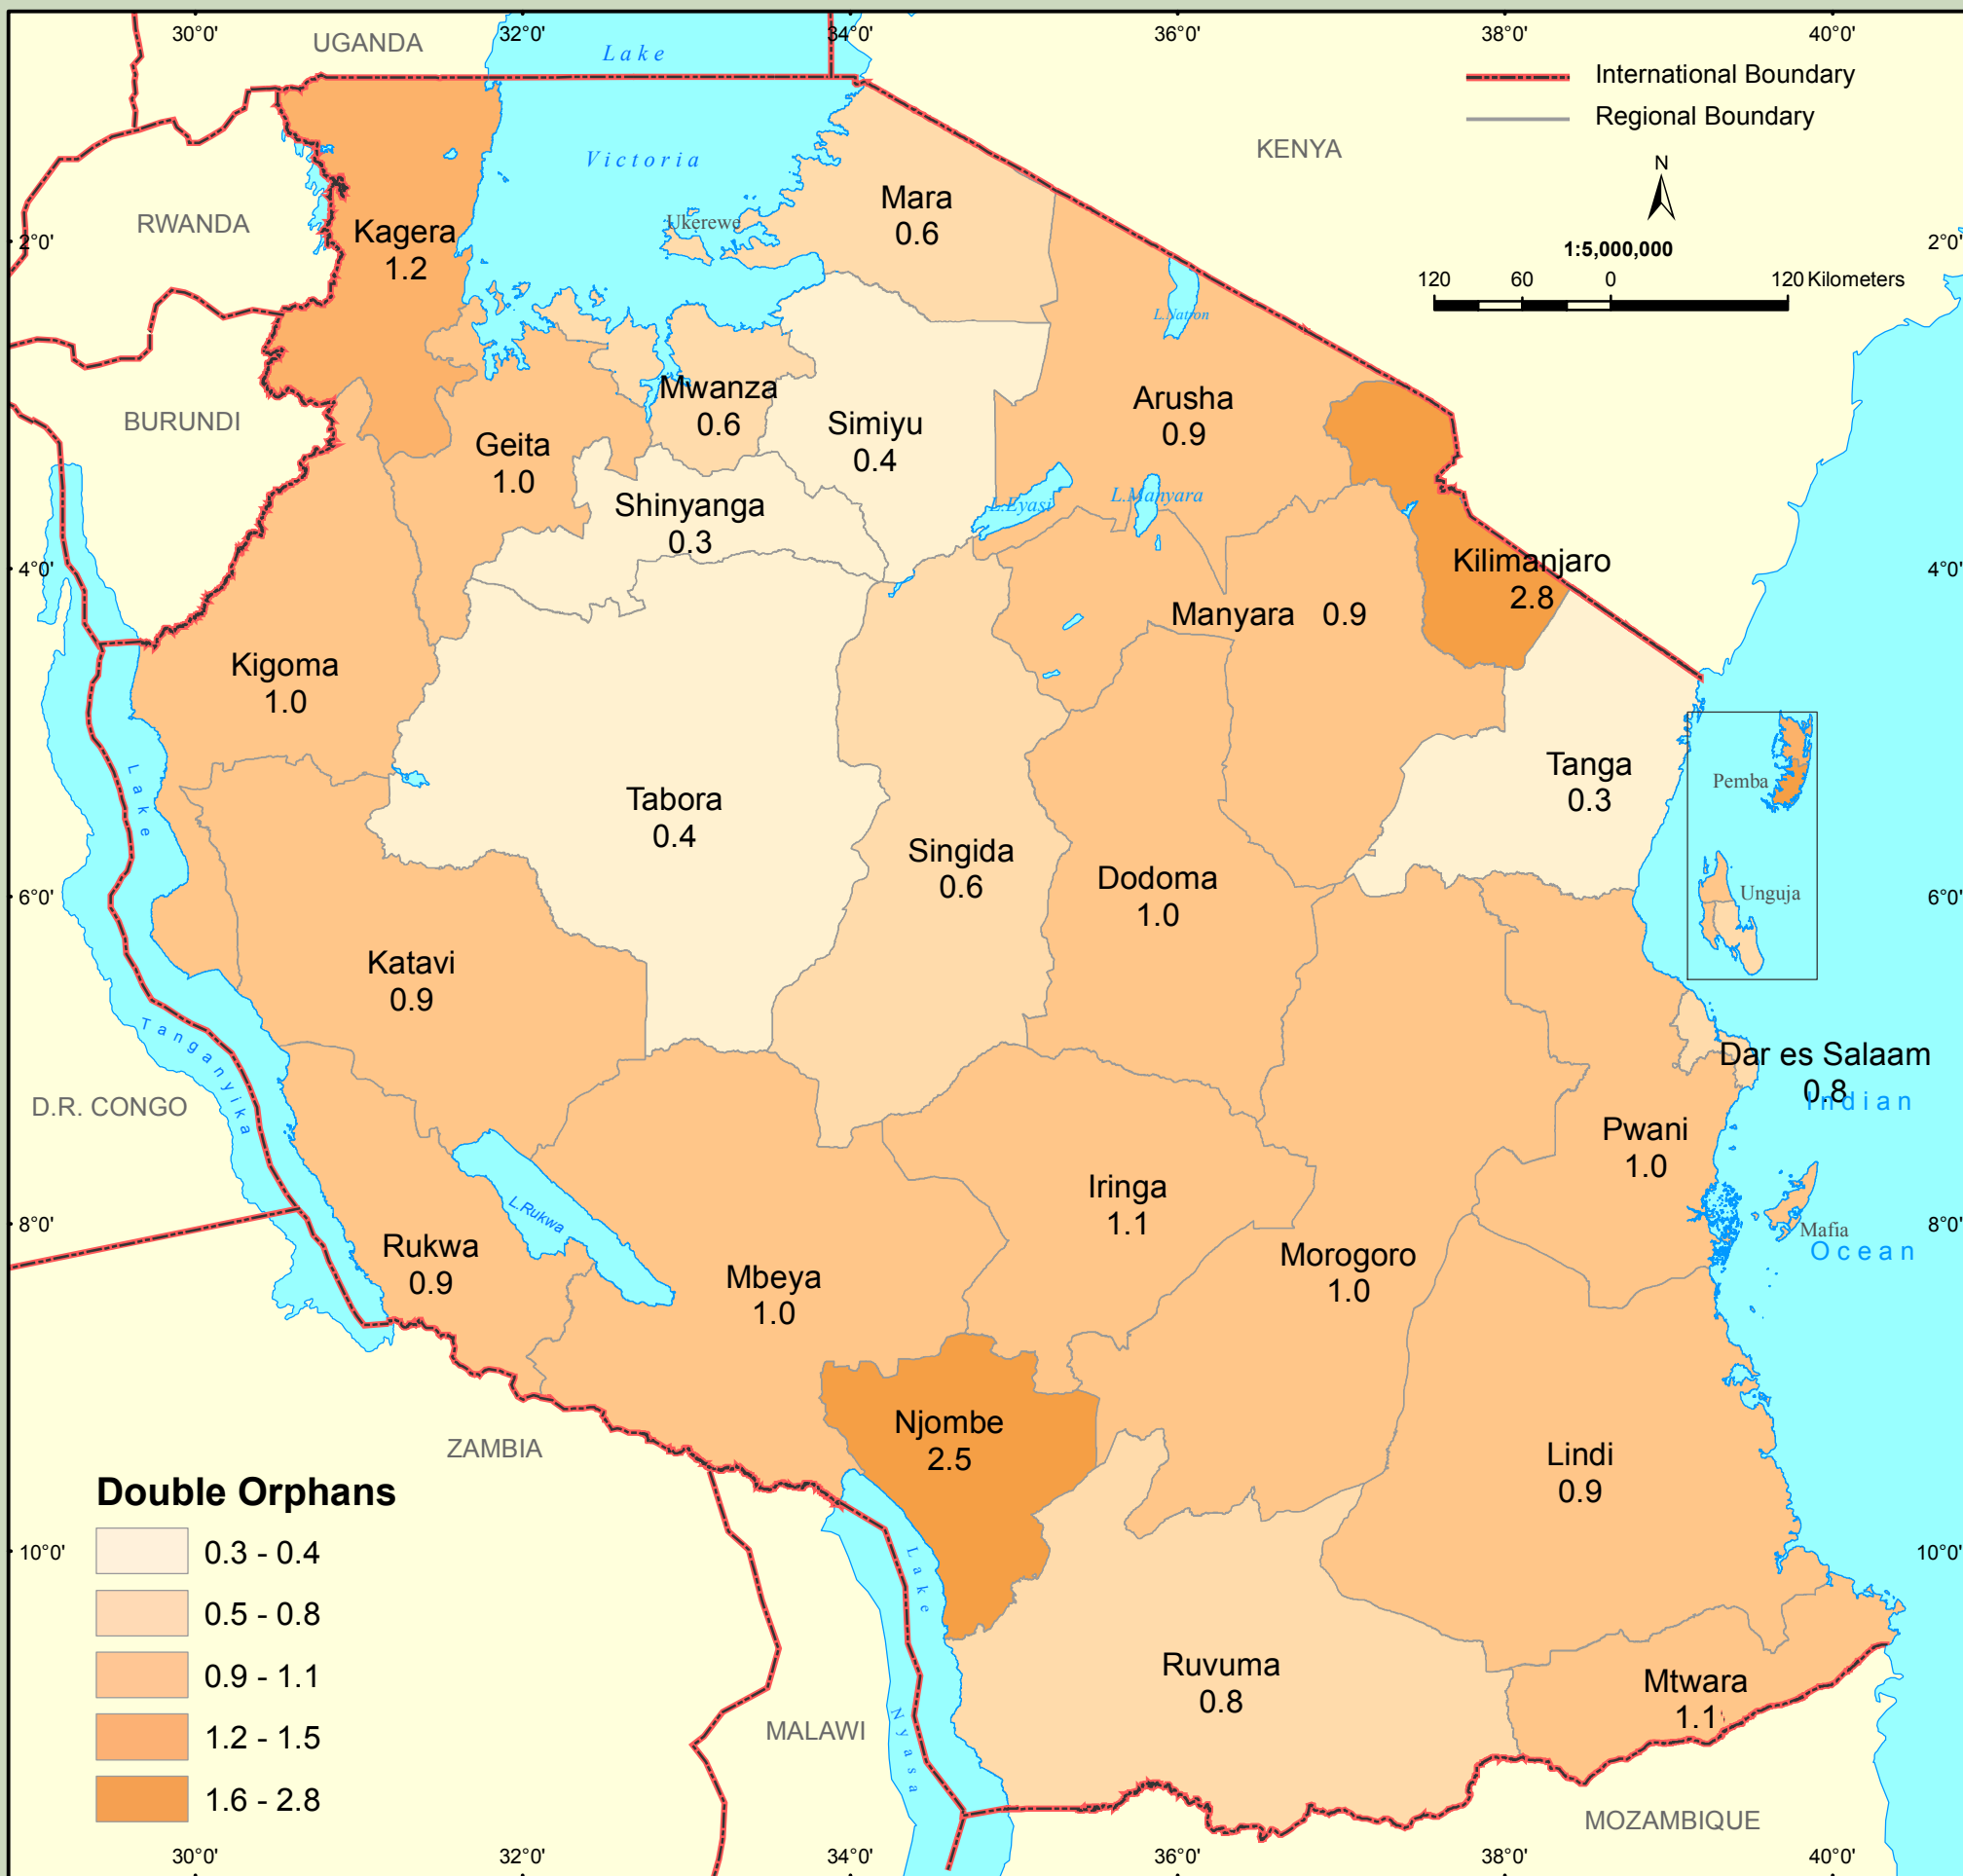 30°0' 32°0' 34°0' 36°0' 38°0' 40°0'
UGANDA
Lake
Victoria
International Boundary
Regional Boundary
KENYA
N
1:5,000,000
120 60 0 120 Kilometers
RWANDA
2°0' 2°0'
Kagera
1.2
Ukerewe
Mara
0.6
L.Natron
BURUNDI
Mwanza
0.6
Simiyu
0.4
Arusha
0.9
Geita
1.0
Shinyanga
0.3
L.Eyasi
L.Manyara
Kilimanjaro
2.8
4°0' 4°0'
Manyara 0.9
Kigoma
1.0
Tabora
0.4
Tanga
0.3
Pemba
Unguja
Singida
0.6
Dodoma
1.0
6°0' 6°0'
Katavi
0.9
Lake
Tanganyika
D.R. CONGO
Dar es Salaam
0.8
Indian
Pwani
1.0
Iringa
1.1
Mafia
Ocean
8°0' 8°0'
L.Rukwa
Rukwa
0.9
Mbeya
1.0
Morogoro
1.0
Njombe
2.5
ZAMBIA
Lindi
0.9
Double Orphans
0.3 - 0.4
0.5 - 0.8
0.9 - 1.1
1.2 - 1.5
1.6 - 2.8
10°0' 10°0'
Lake
Nyasa
Ruvuma
0.8
Mtwara
1.1
MALAWI
MOZAMBIQUE
30°0' 32°0' 34°0' 36°0' 38°0' 40°0'